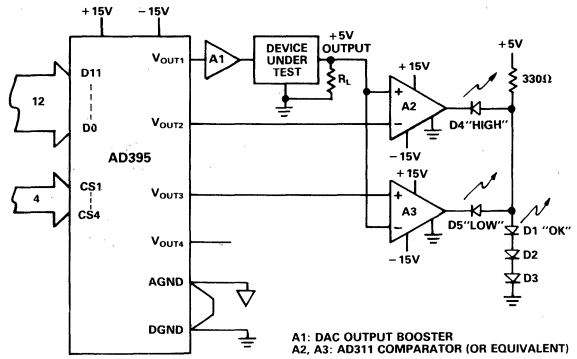 +15V
-15V
D11
12
D0
AD395
CS1
4
CS4
VOUT1
VOUT2
VOUT3
VOUT4
AGND
DGND
A1
DEVICE
UNDER
TEST
+5V
OUTPUT
RL
+15V
+
A2
−
-15V
+15V
+
A3
−
-15V
+5V
330Ω
D4"HIGH"
D5"LOW"
D1 "OK"
D2
D3
A1: DAC OUTPUT BOOSTER
A2, A3: AD311 COMPARATOR (OR EQUIVALENT)